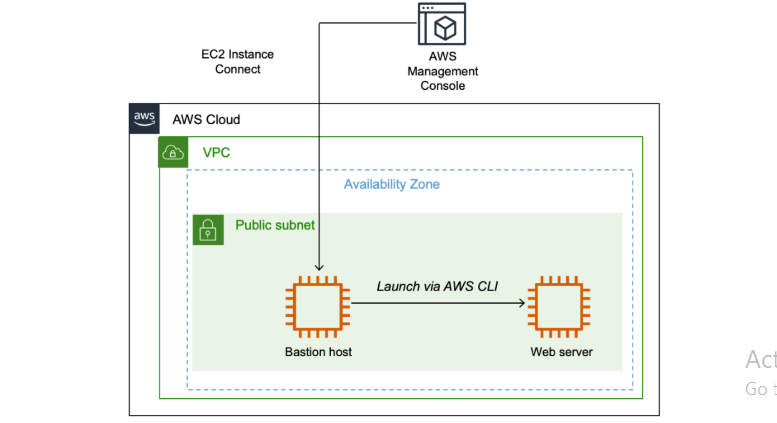 EC2 Instance
Connect
AWS
Management
Console
aws
AWS Cloud
VPC
Availability Zone
Public subnet
Launch via AWS CLI
Bastion host
Web server
Act
Go t